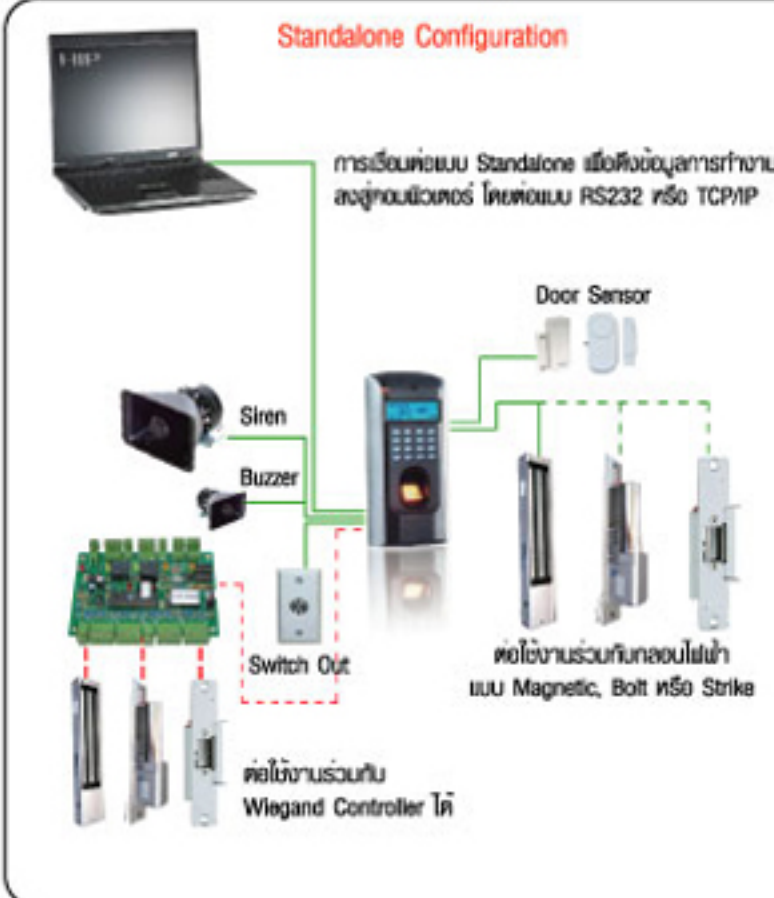 Standalone Configuration
HIP
การเชื่อมต่อแบบ Standalone เพื่อดึงข้อมูลการทำงาน
ลงสู่คอมพิวเตอร์ โดยต่อแบบ RS232 หรือ TCP/IP
Door Sensor
Siren
Buzzer
Switch Out
ต่อใช้งานร่วมกับกลอนไฟฟ้า
แบบ Magnetic, Bolt หรือ Strike
ต่อใช้งานร่วมกับ
Wiegand Controller ได้